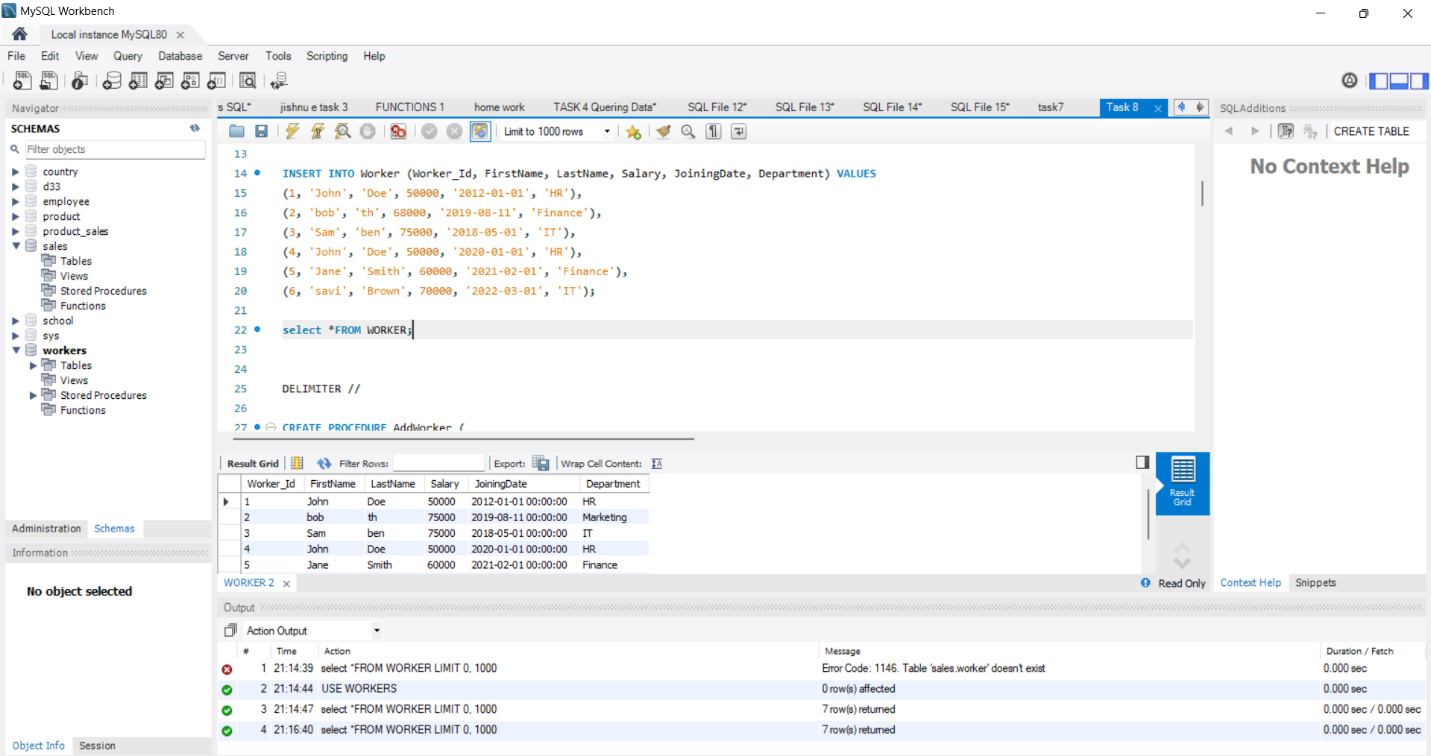 MySQL Workbench
Local instance MySQL80
File Edit View Query Database Server Tools Scripting Help
Navigator
SCHEMAS
Filter objects
country
d33
employee
product
product_sales
sales
Tables
Views
Stored Procedures
Functions
school
sys
workers
Tables
Views
Stored Procedures
Functions
Administration Schemas
Information
No object selected
Object Info Session
s SQL* jishnu e task 3 FUNCTIONS 1 home work TASK 4 Quering Data* SQL File 12* SQL File 13* SQL File 14* SQL File 15* task7 Task 8
Limit to 1000 rows
13
14 INSERT INTO Worker (Worker_Id, FirstName, LastName, Salary, JoiningDate, Department) VALUES
15 (1, 'John', 'Doe', 50000, '2012-01-01', 'HR'),
16 (2, 'bob', 'th', 68000, '2019-08-11', 'Finance'),
17 (3, 'Sam', 'ben', 75000, '2018-05-01', 'IT'),
18 (4, 'John', 'Doe', 50000, '2020-01-01', 'HR'),
19 (5, 'Jane', 'Smith', 60000, '2021-02-01', 'Finance'),
20 (6, 'savi', 'Brown', 70000, '2022-03-01', 'IT');
21
22 select *FROM WORKER;
23
24
25 DELIMITER //
26
27 CREATE PROCEDURE AddWorker (
Result Grid Filter Rows: Export: Wrap Cell Content:
Worker_Id FirstName LastName Salary JoiningDate Department
1 John Doe 50000 2012-01-01 00:00:00 HR
2 bob th 75000 2019-08-11 00:00:00 Marketing
3 Sam ben 75000 2018-05-01 00:00:00 IT
4 John Doe 50000 2020-01-01 00:00:00 HR
5 Jane Smith 60000 2021-02-01 00:00:00 Finance
Result
Grid
WORKER 2
Read Only
SQLAdditions
CREATE TABLE
No Context Help
Context Help Snippets
Output
Action Output
# Time Action Message Duration / Fetch
1 21:14:39 select *FROM WORKER LIMIT 0, 1000 Error Code: 1146. Table 'sales.worker' doesn't exist 0.000 sec
2 21:14:44 USE WORKERS 0 row(s) affected 0.000 sec
3 21:14:47 select *FROM WORKER LIMIT 0, 1000 7 row(s) returned 0.000 sec / 0.000 sec
4 21:16:40 select *FROM WORKER LIMIT 0, 1000 7 row(s) returned 0.000 sec / 0.000 sec